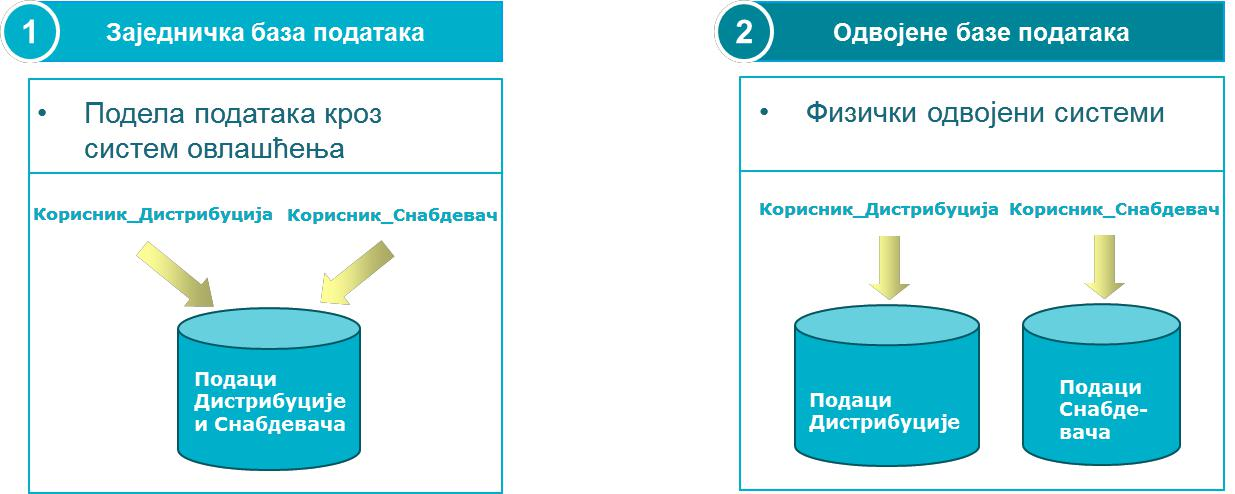 1
Заједничка база података
• Подела података кроз
систем овлашћења
Корисник_Дистрибуција Корисник_Снабдевач
Подаци
Дистрибуције
и Снабдевача
2
Одвојене базе података
• Физички одвојени системи
Корисник_Дистрибуција Корисник_Снабдевач
Подаци
Дистрибуције
Подаци
Снабде-
вача